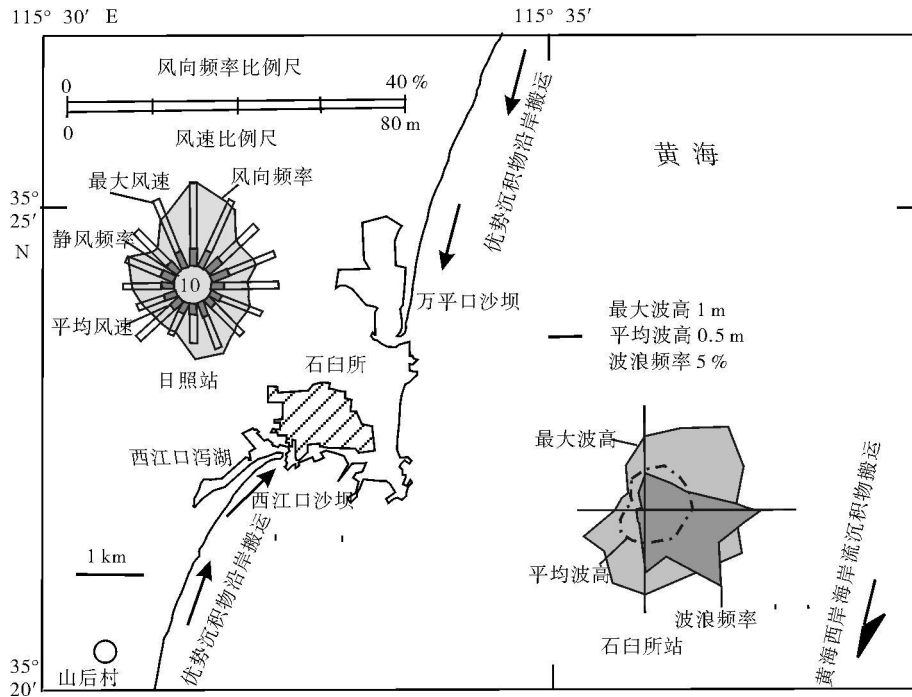 115° 30′ E
115° 35′
风向频率比例尺
0
40 %
0
80 m
风速比例尺
黄 海
优势沉积物沿岸搬运
最大风速
风向频率
35°
25′
N
静风频率
10
平均风速
日照站
万平口沙坝
最大波高 1 m
平均波高 0.5 m
波浪频率 5 %
石臼所
最大波高
西江口泻湖
西江口沙坝
优势沉积物沿岸搬运
黄海西岸海岸流沉积物搬运
1 km
平均波高
波浪频率
石臼所站
山后村
35°
20′